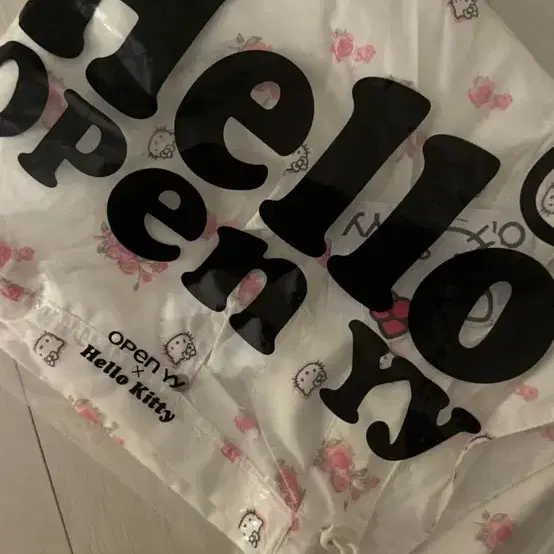 Hello
open yy
OPEN YY
×
Hello Kitty